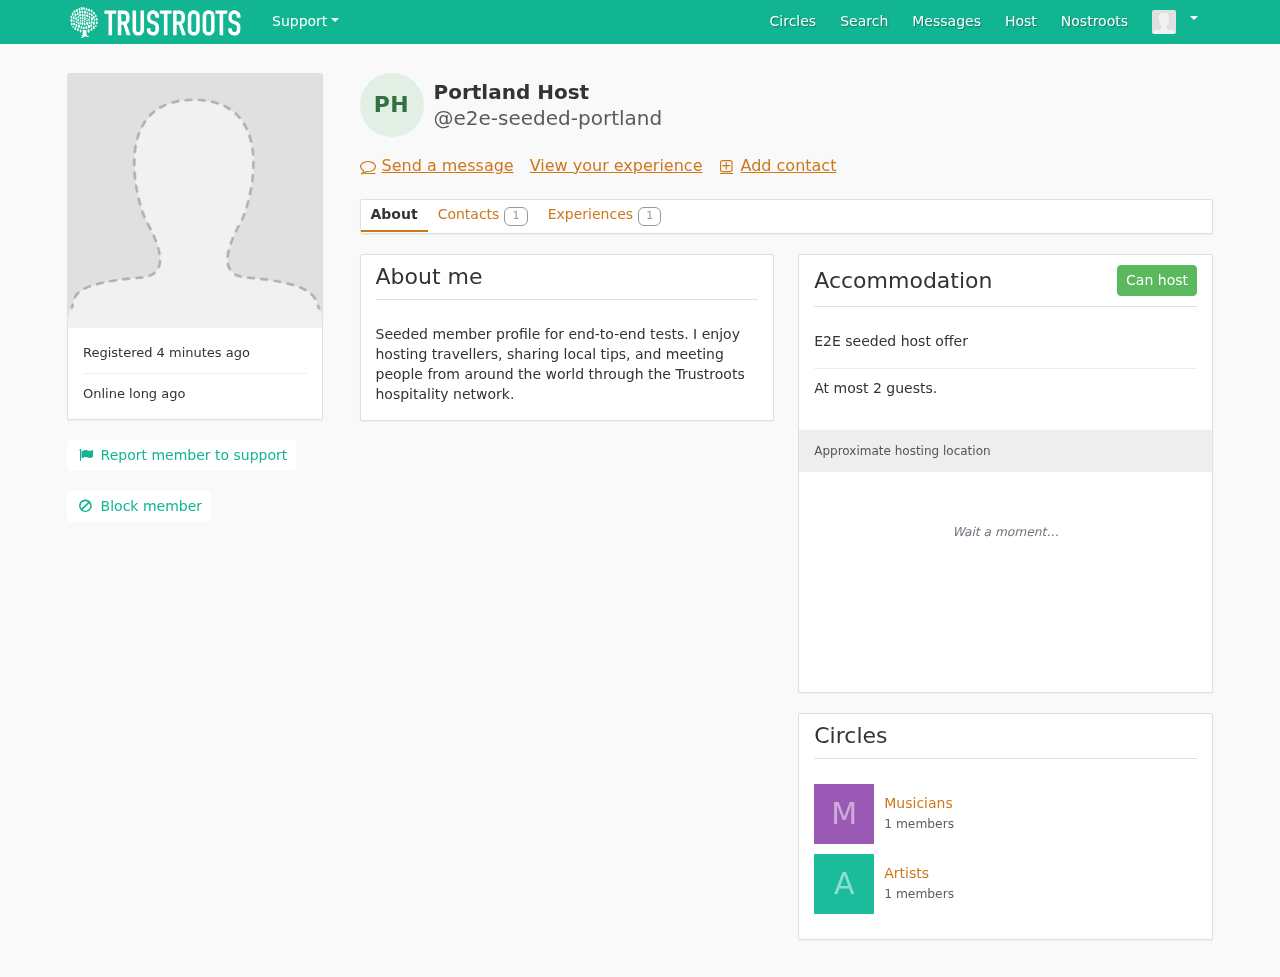 TRUSTROOTS
Support
Circles
Search
Messages
Host
Nostroots
Registered 4 minutes ago
Online long ago
Report member to support
Block member
PH
Portland Host
@e2e-seeded-portland
Send a message
View your experience
Add contact
About
Contacts 1
Experiences 1
About me
Seeded member profile for end-to-end tests. I enjoy
hosting travellers, sharing local tips, and meeting
people from around the world through the Trustroots
hospitality network.
Accommodation
Can host
E2E seeded host offer
At most 2 guests.
Approximate hosting location
Wait a moment...
Circles
M
Musicians
1 members
A
Artists
1 members